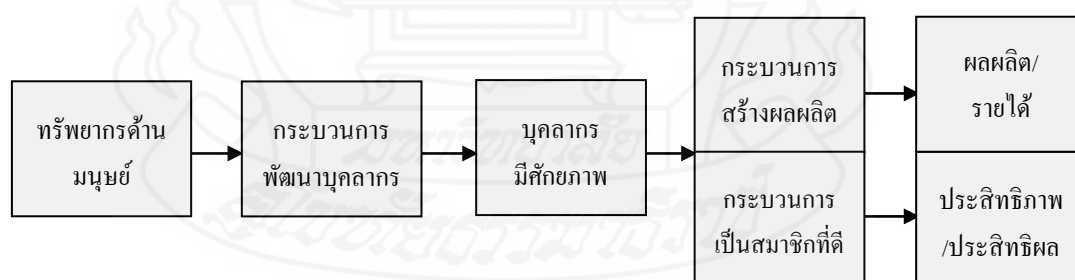 ทรัพยากรด้าน
มนุษย์
กระบวนการ
พัฒนาบุคลากร
บุคลากร
มีศักยภาพ
กระบวนการ
สร้างผลผลิต
ผลผลิต/
รายได้
กระบวนการ
เป็นสมาชิกที่ดี
ประสิทธิภาพ
/ประสิทธิผล